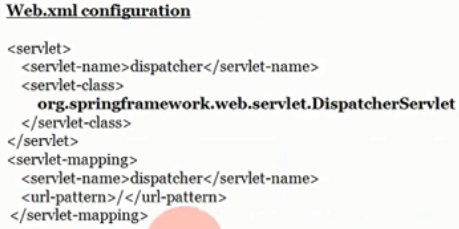 Web.xml configuration
<servlet>
<servlet-name>dispatcher</servlet-name>
<servlet-class>
org.springframework.web.servlet.DispatcherServlet
</servlet-class>
</servlet>
<servlet-mapping>
<servlet-name>dispatcher</servlet-name>
<url-pattern>/</url-pattern>
</servlet-mapping>